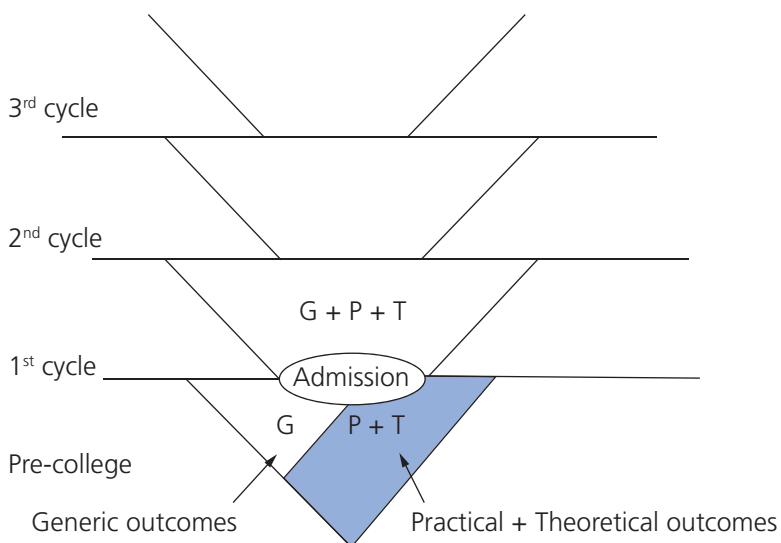 3rd cycle
2nd cycle
G + P + T
1st cycle
Admission
G
P + T
Pre-college
Generic outcomes
Practical + Theoretical outcomes